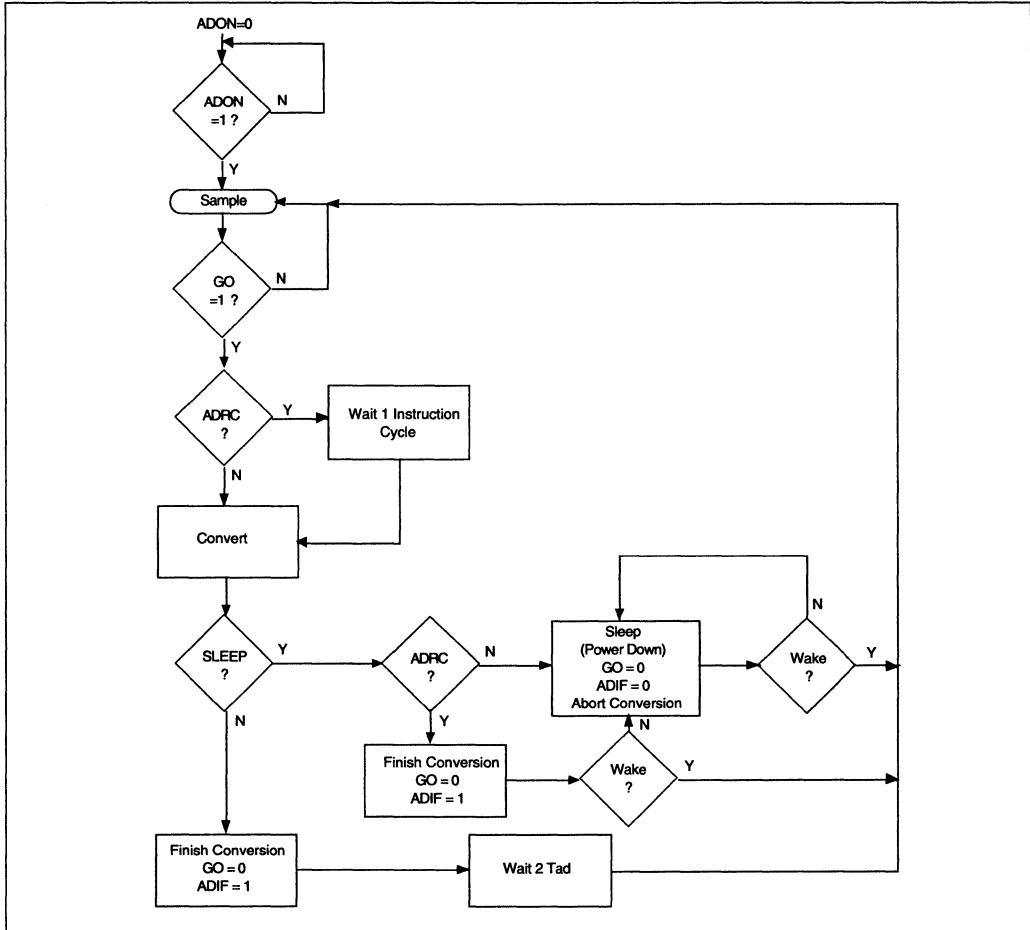 ADON=0
ADON
=1 ?
N
Y
Sample
GO
=1 ?
N
Y
ADRC
?
Y
Wait 1 Instruction
Cycle
N
Convert
SLEEP
?
Y
ADRC
?
N
Sleep
(Power Down)
GO = 0
ADIF = 0
Abort Conversion
Wake
?
N
Y
N
Y
Finish Conversion
GO = 0
ADIF = 1
N
Wake
?
Y
Finish Conversion
GO = 0
ADIF = 1
Wait 2 Tad